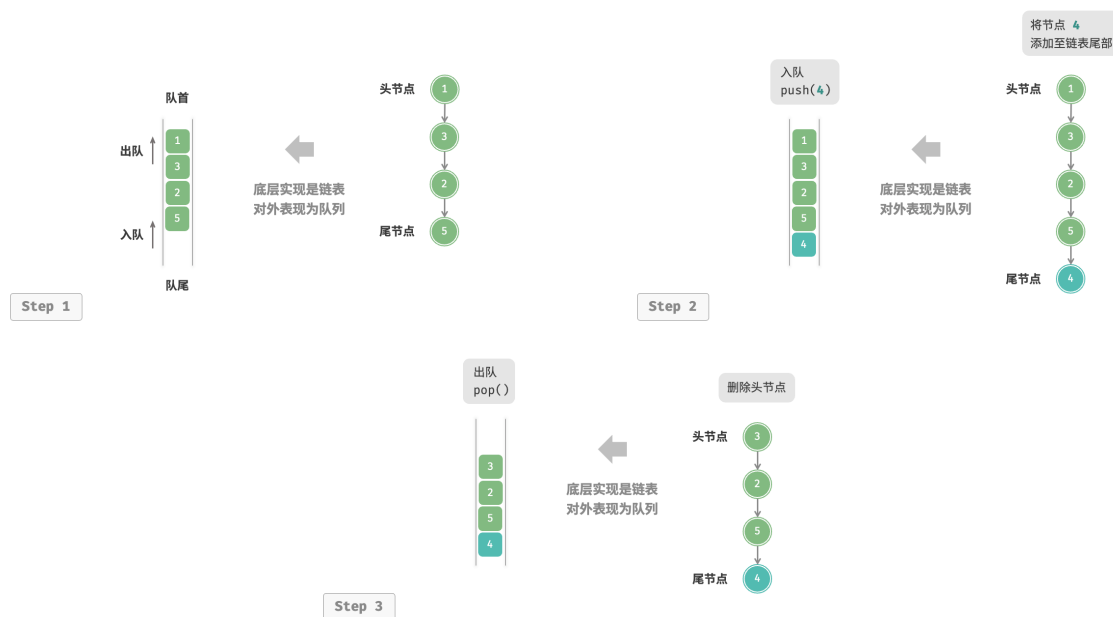 队首
出队
1
3
2
5
入队
队尾
底层实现是链表
对外表现为队列
头节点
1
3
2
尾节点
5
Step 1
入队
push(4)
1
3
2
5
4
底层实现是链表
对外表现为队列
将节点 4
添加至链表尾部
头节点
1
3
2
5
尾节点
4
Step 2
出队
pop()
3
2
5
4
底层实现是链表
对外表现为队列
删除头节点
头节点
3
2
5
尾节点
4
Step 3